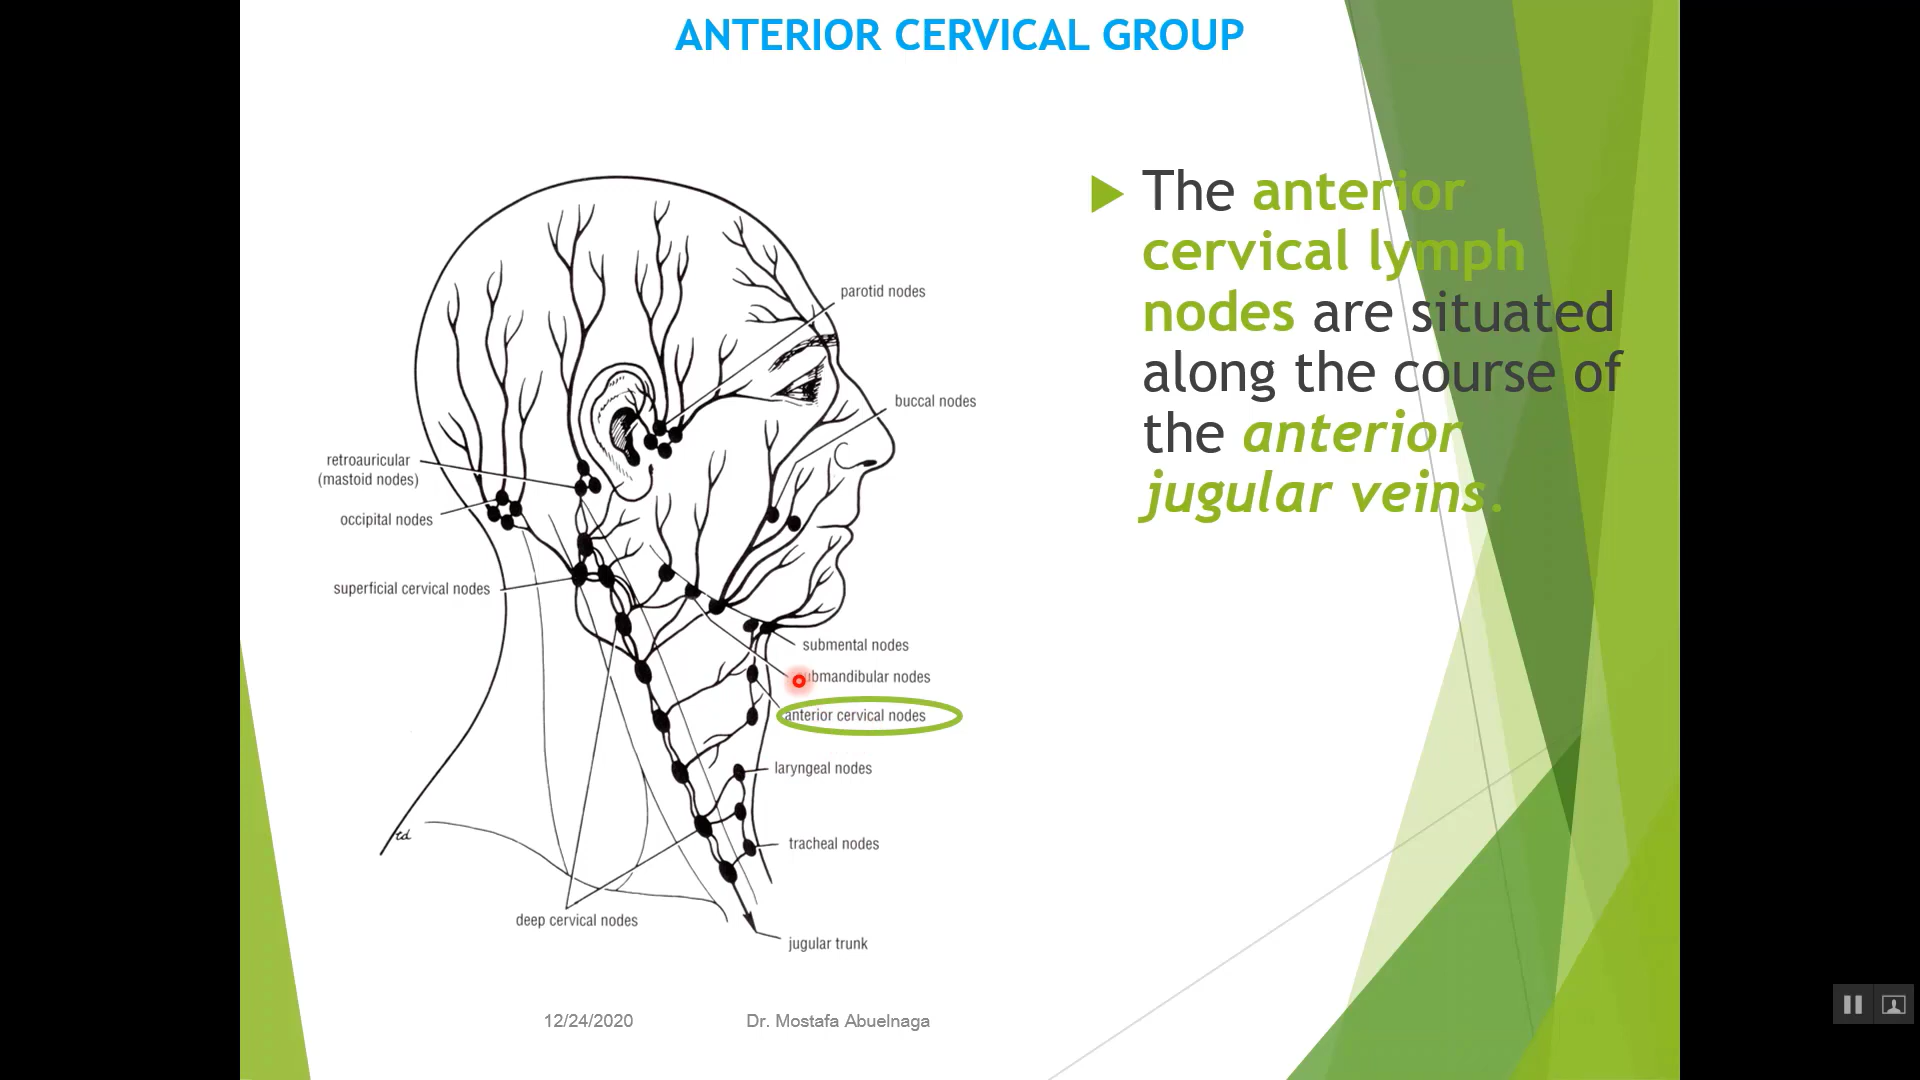 ANTERIOR CERVICAL GROUP
parotid nodes
buccal nodes
retroauricular
(mastoid nodes)
occipital nodes
superficial cervical nodes
submental nodes
ubmandibular nodes
anterior cervical nodes
laryngeal nodes
tracheal nodes
td
deep cervical nodes
jugular trunk
The anterior
cervical lymph
nodes are situated
along the course of
the anterior
jugular veins.
12/24/2020
Dr. Mostafa Abuelnaga